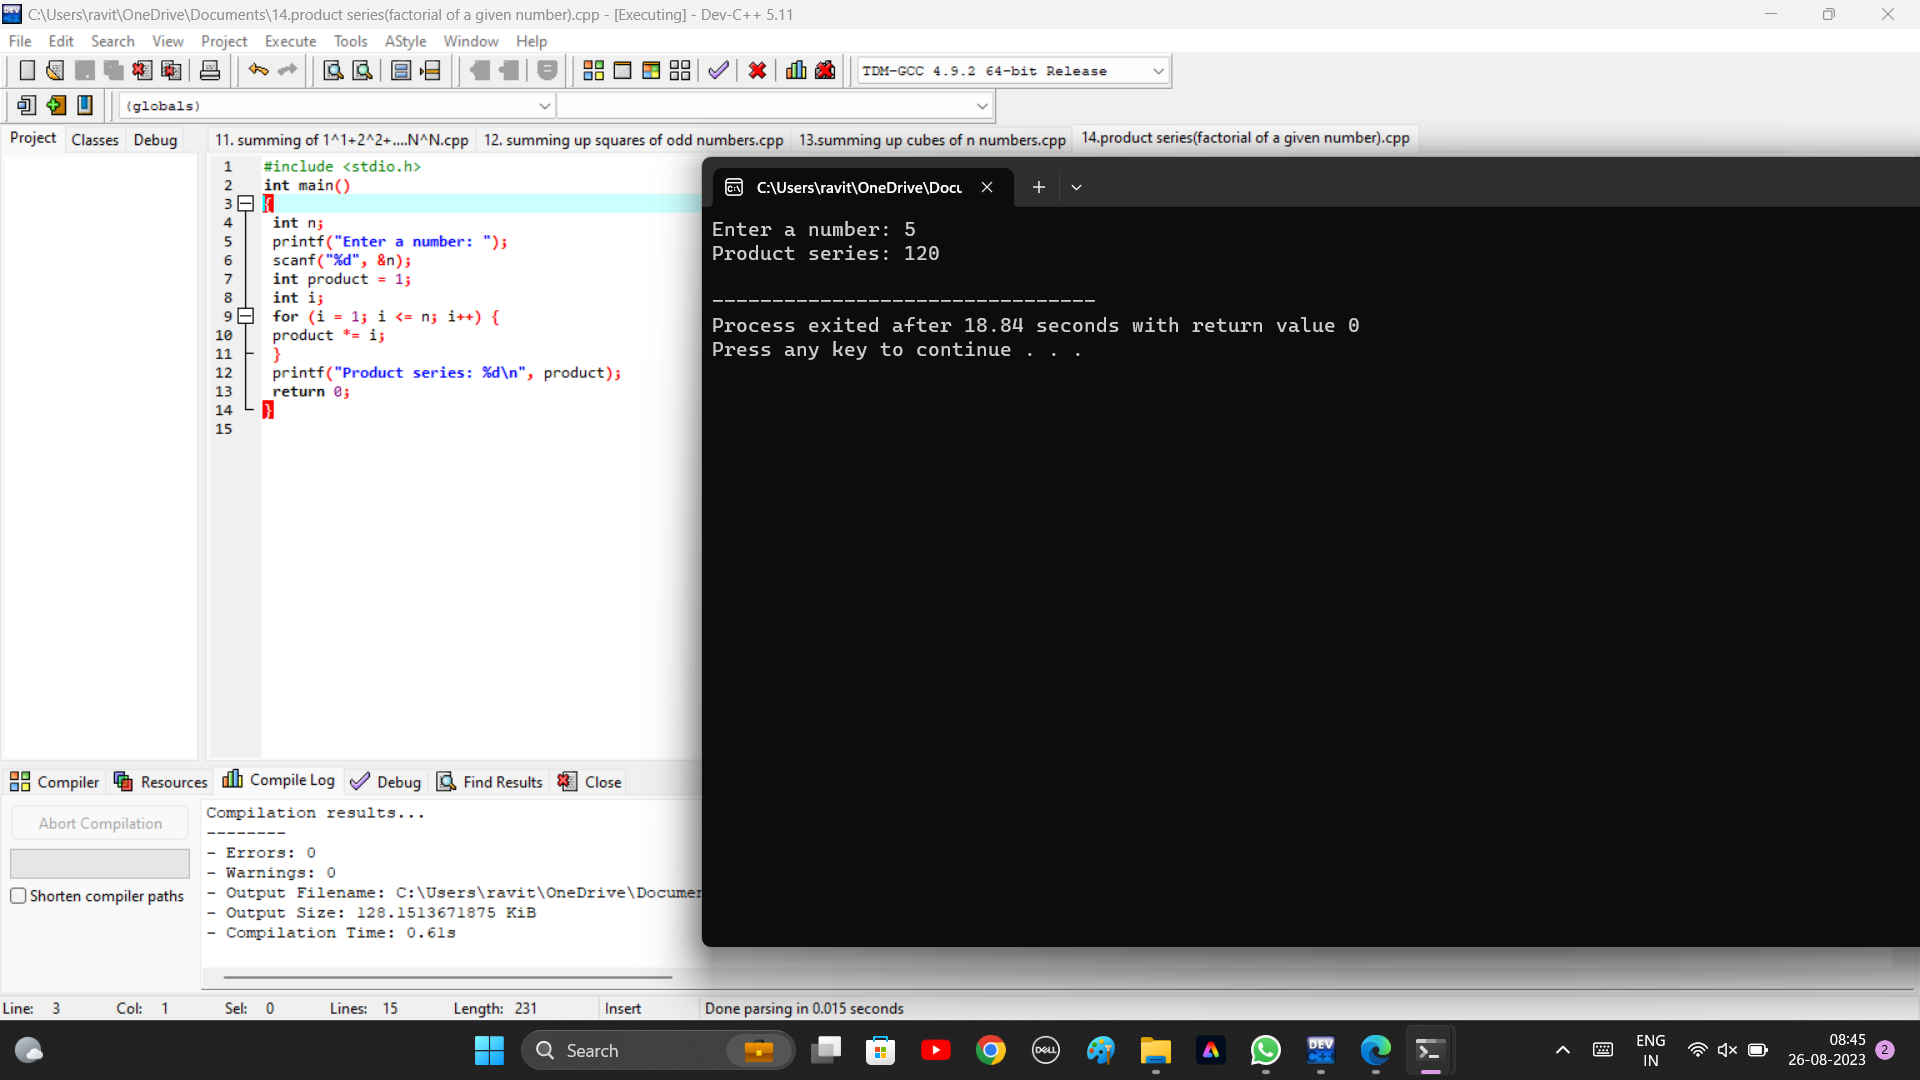 C:\Users\ravit\OneDrive\Documents\14.product series(factorial of a given number).cpp - [Executing] - Dev-C++ 5.11
File Edit Search View Project Execute Tools AStyle Window Help
TDM-GCC 4.9.2 64-bit Release
(globals)
Project Classes Debug
11. summing of 1^1+2^2+....N^N.cpp 12. summing up squares of odd numbers.cpp 13.summing up cubes of n numbers.cpp 14.product series(factorial of a given number).cpp
1 #include <stdio.h>
2 int main()
3 {
4 int n;
5 printf("Enter a number: ");
6 scanf("%d", &n);
7 int product = 1;
8 int i;
9 for (i = 1; i <= n; i++) {
10 product *= i;
11 }
12 printf("Product series: %d\n", product);
13 return 0;
14 }
15
C:\Users\ravit\OneDrive\Docu
Enter a number: 5
Product series: 120
--------------------------------
Process exited after 18.84 seconds with return value 0
Press any key to continue . . .
Compiler Resources Compile Log Debug Find Results Close
Abort Compilation
Shorten compiler paths
Compilation results...
--------
- Errors: 0
- Warnings: 0
- Output Filename: C:\Users\ravit\OneDrive\Documen
- Output Size: 128.1513671875 KiB
- Compilation Time: 0.61s
Line: 3 Col: 1 Sel: 0 Lines: 15 Length: 231 Insert Done parsing in 0.015 seconds
Search
DELL
DEV
ENG
IN
08:45
26-08-2023
2